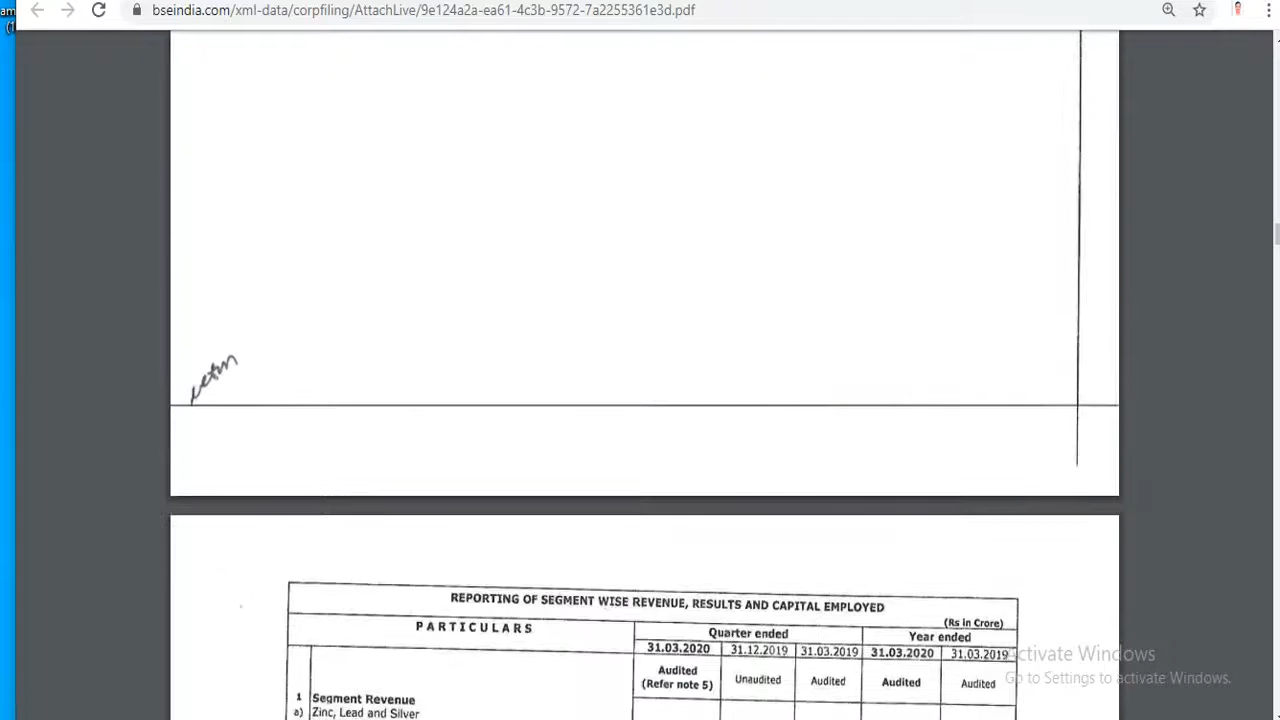 am
bseindia.com/xml-data/corpfiling/AttachLive/9e124a2a-ea61-4c3b-9572-7a2255361e3d.pdf
REPORTING OF SEGMENT WISE REVENUE, RESULTS AND CAPITAL EMPLOYED
(Rs in Crore)
PARTICULARS Quarter ended Year ended
31.03.2020 31.12.2019 31.03.2019 31.03.2020 31.03.2019
Audited (Refer note 5) Unaudited Audited Audited Audited
1 Segment Revenue
a) Zinc, Lead and Silver
Activate Windows
Go to Settings to activate Windows.